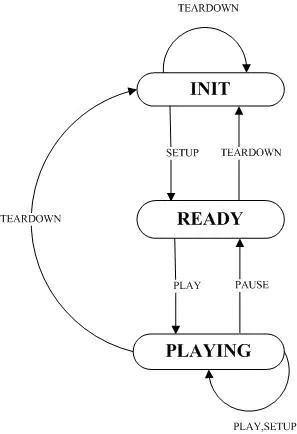 TEARDOWN
INIT
SETUP
TEARDOWN
READY
TEARDOWN
PLAY
PAUSE
PLAYING
PLAY,SETUP